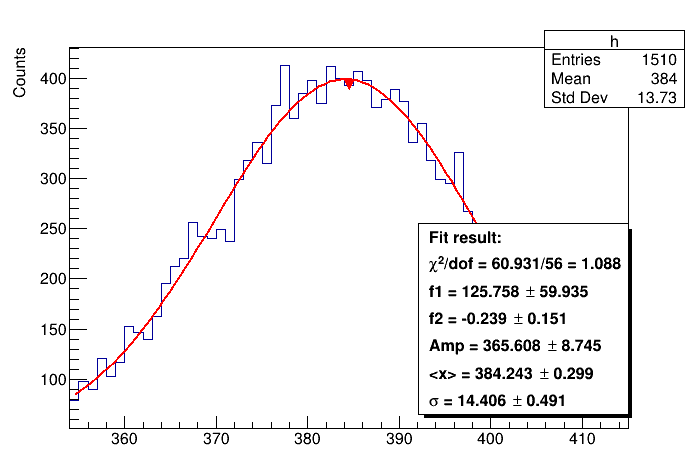 h
Entries 1510
Mean 384
Std Dev 13.73
Counts
400
350
300
250
200
150
100
Fit result:
χ²/dof = 60.931/56 = 1.088
f1 = 125.758 ± 59.935
f2 = -0.239 ± 0.151
Amp = 365.608 ± 8.745
<x> = 384.243 ± 0.299
σ = 14.406 ± 0.491
360 370 380 390 400 410